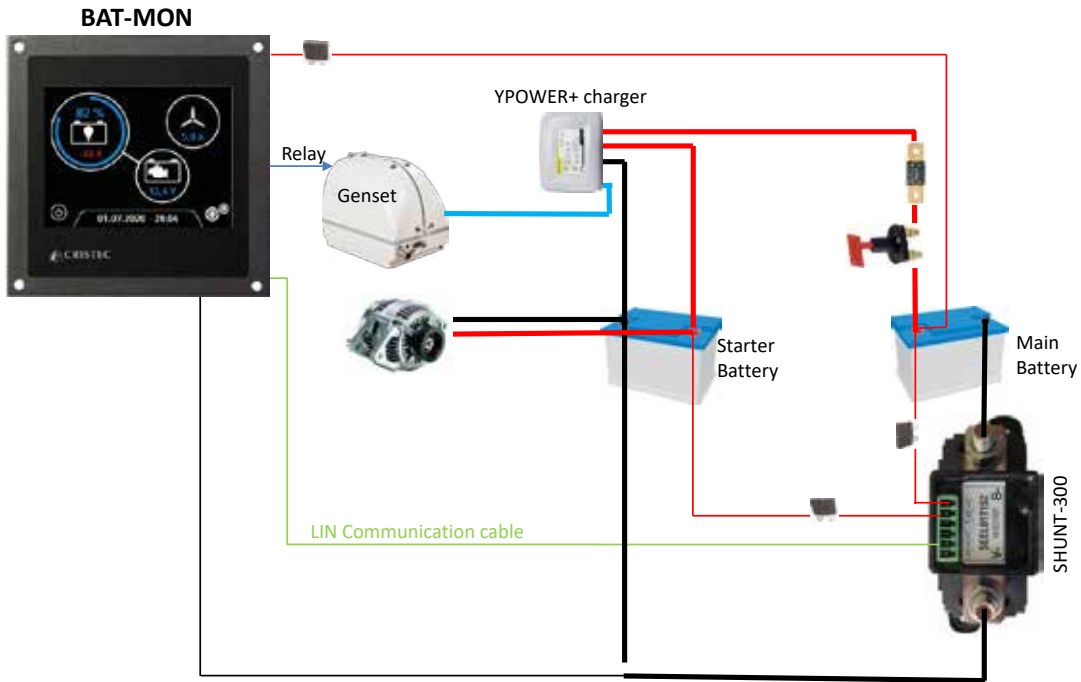 BAT-MON
82 %
5,9 A
13,4 V
01.07.2020 - 20:04
CRISTEC
Relay
Genset
YPOWER+ charger
Starter
Battery
Main
Battery
LIN Communication cable
SHUNT-300